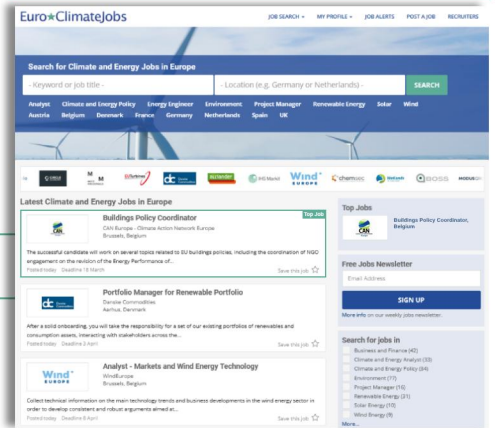 Euro★ClimateJobs
JOB SEARCH
MY PROFILE
JOB ALERTS
POST A JOB
RECRUITERS
Search for Climate and Energy Jobs in Europe
- Keyword or job title -
- Location (e.g. Germany or Netherlands) -
SEARCH
Analyst Climate and Energy Policy Energy Engineer Environment Project Manager Renewable Energy Solar Wind
Austria Belgium Denmark France Germany Netherlands Spain UK
Wind EUROPE
chemsec
BOSS
Latest Climate and Energy Jobs in Europe
Top Job
CAN
Buildings Policy Coordinator
CAN Europe - Climate Action Network Europe
Brussels, Belgium
The successful candidate will work on several topics related to EU buildings policies, including the coordination of NGO
engagement on the revision of the Energy Performance of...
Posted today Deadline 18 March
Save this job
dc
Portfolio Manager for Renewable Portfolio
Danske Commodities
Aarhus, Denmark
After a solid onboarding, you will take the responsibility for a set of our existing portfolios of renewables and
consumption assets, interacting with stakeholders across the...
Posted today Deadline 3 April
Save this job
Wind
EUROPE
Analyst - Markets and Wind Energy Technology
WindEurope
Brussels, Belgium
Collect technical information on the main technology trends and business developments in the wind energy sector in
order to develop consistent and robust arguments aimed at...
Posted today Deadline 8 April
Save this job
Top Jobs
CAN
Buildings Policy Coordinator,
Belgium
Free Jobs Newsletter
Email Address
SIGN UP
More info on our weekly jobs newsletter.
Search for jobs in
Business and Finance (42)
Climate and Energy Analyst (33)
Climate and Energy Policy (34)
Environment (77)
Project Manager (16)
Renewable Energy (21)
Solar Energy (10)
Wind Energy (9)
More...